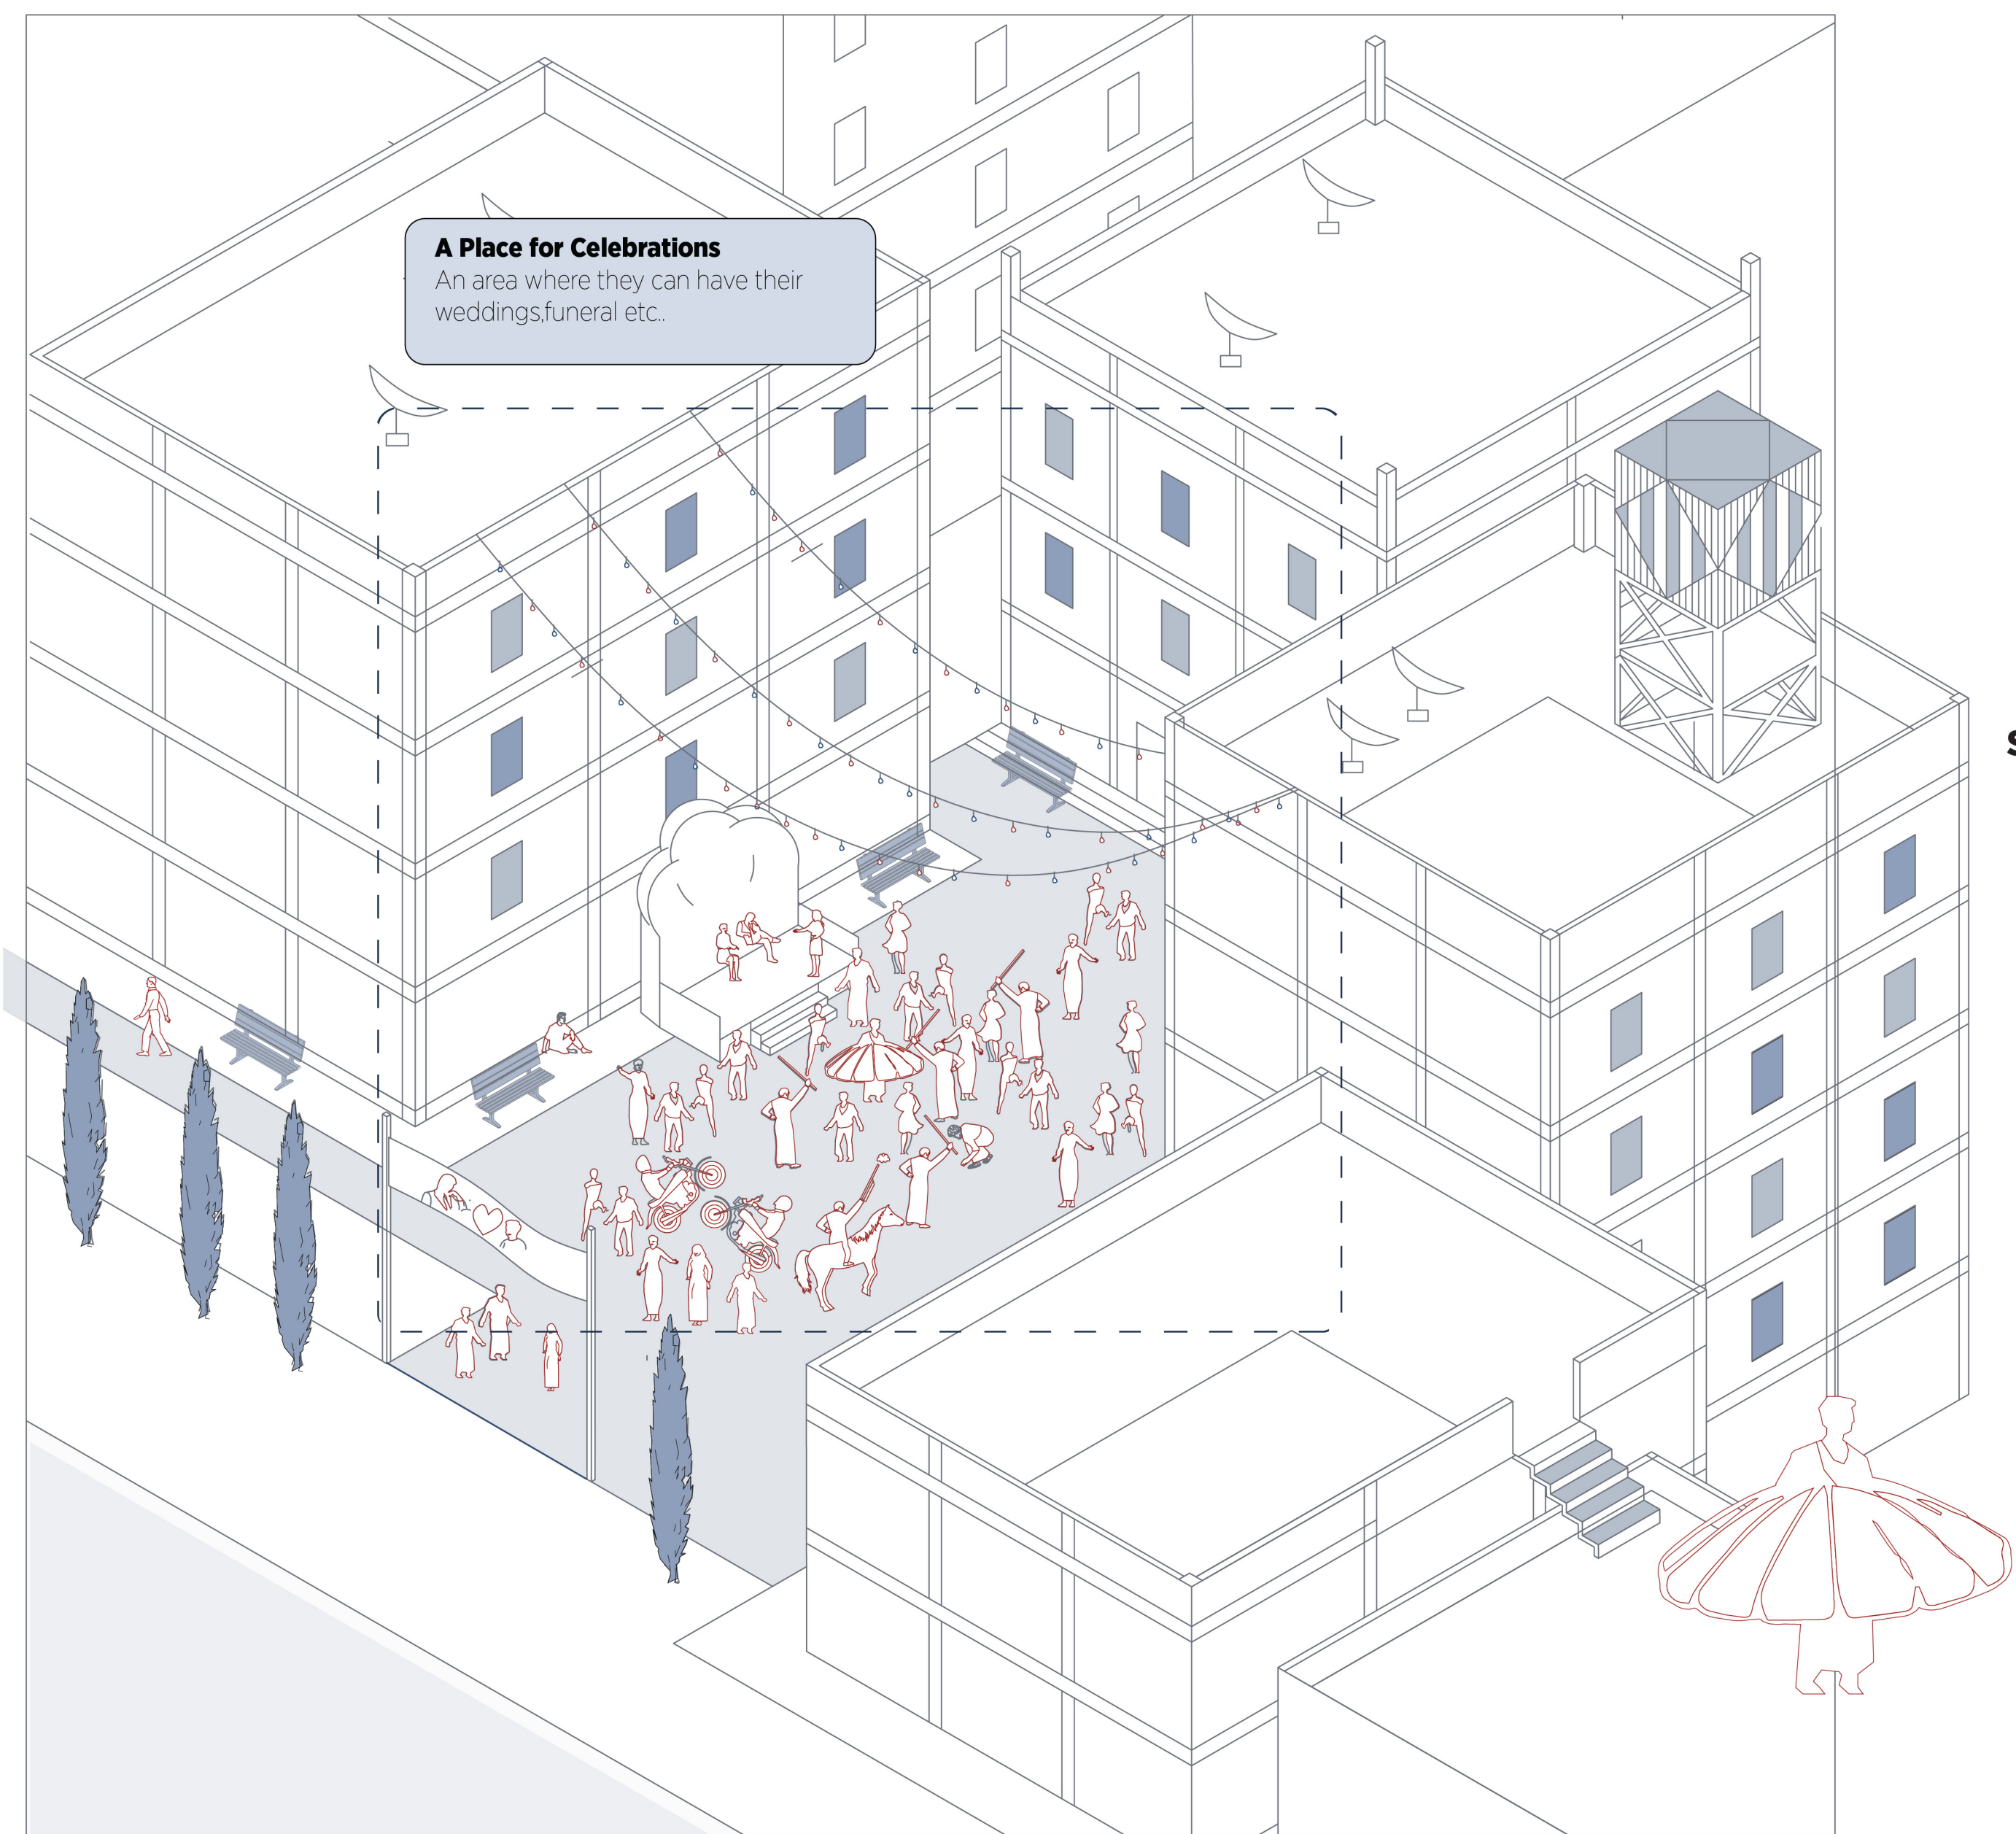 A Place for Celebrations
An area where they can have their
weddings,funeral etc..